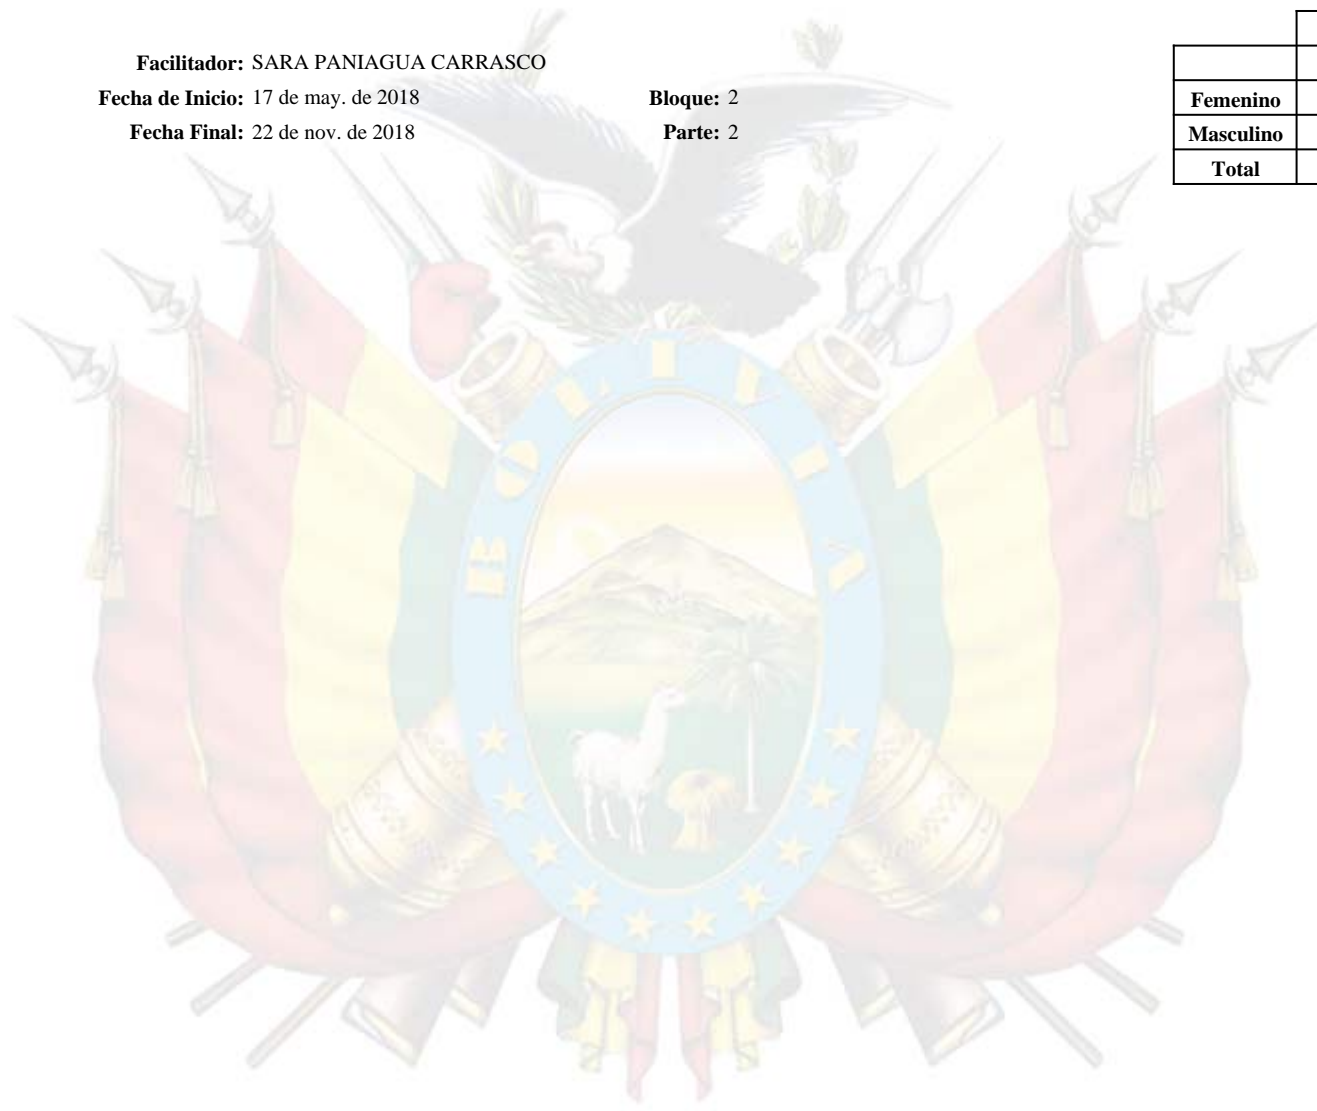 Facilitador: SARA PANIAGUA CARRASCO
Fecha de Inicio: 17 de may. de 2018 Bloque: 2
Fecha Final: 22 de nov. de 2018 Parte: 2
Femenino
Masculino
Total
BOLIVIA